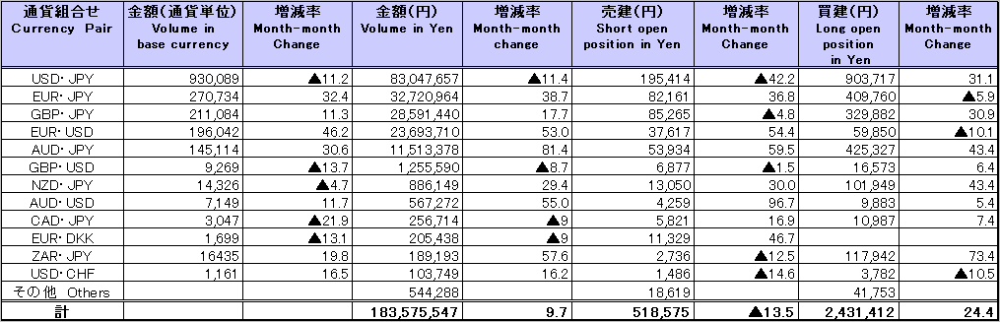 通貨組合せ 金額(通貨単位) 増減率 金額(円) 増減率 売建(円) 増減率 買建(円) 増減率
Currency Pair Volume in Month-month Volume in Yen Month-month Short open Month-month Long open Month-month
base currency Change change position in Yen Change position Change
in Yen
USD・JPY 930,089 ▲11.2 83,047,657 ▲11.4 195,414 ▲42.2 903,717 31.1
EUR・JPY 270,734 32.4 32,720,964 38.7 82,161 36.8 409,760 ▲5.9
GBP・JPY 211,084 11.3 28,591,440 17.7 85,265 ▲4.8 329,882 30.9
EUR・USD 196,042 46.2 23,693,710 53.0 37,617 54.4 59,850 ▲10.1
AUD・JPY 145,114 30.6 11,513,378 81.4 53,934 59.5 425,327 43.4
GBP・USD 9,269 ▲13.7 1,255,590 ▲8.7 6,877 ▲1.5 16,573 6.4
NZD・JPY 14,326 ▲4.7 886,149 29.4 13,050 30.0 101,949 43.4
AUD・USD 7,149 11.7 567,272 55.0 4,259 96.7 9,883 5.4
CAD・JPY 3,047 ▲21.9 256,714 ▲9 5,821 16.9 10,987 7.4
EUR・DKK 1,699 ▲13.1 205,438 ▲9 11,329 46.7
ZAR・JPY 16435 19.8 189,193 57.6 2,736 ▲12.5 117,942 73.4
USD・CHF 1,161 16.5 103,749 16.2 1,486 ▲14.6 3,782 ▲10.5
その他 Others 544,288 18,619 41,753
計 183,575,547 9.7 518,575 ▲13.5 2,431,412 24.4